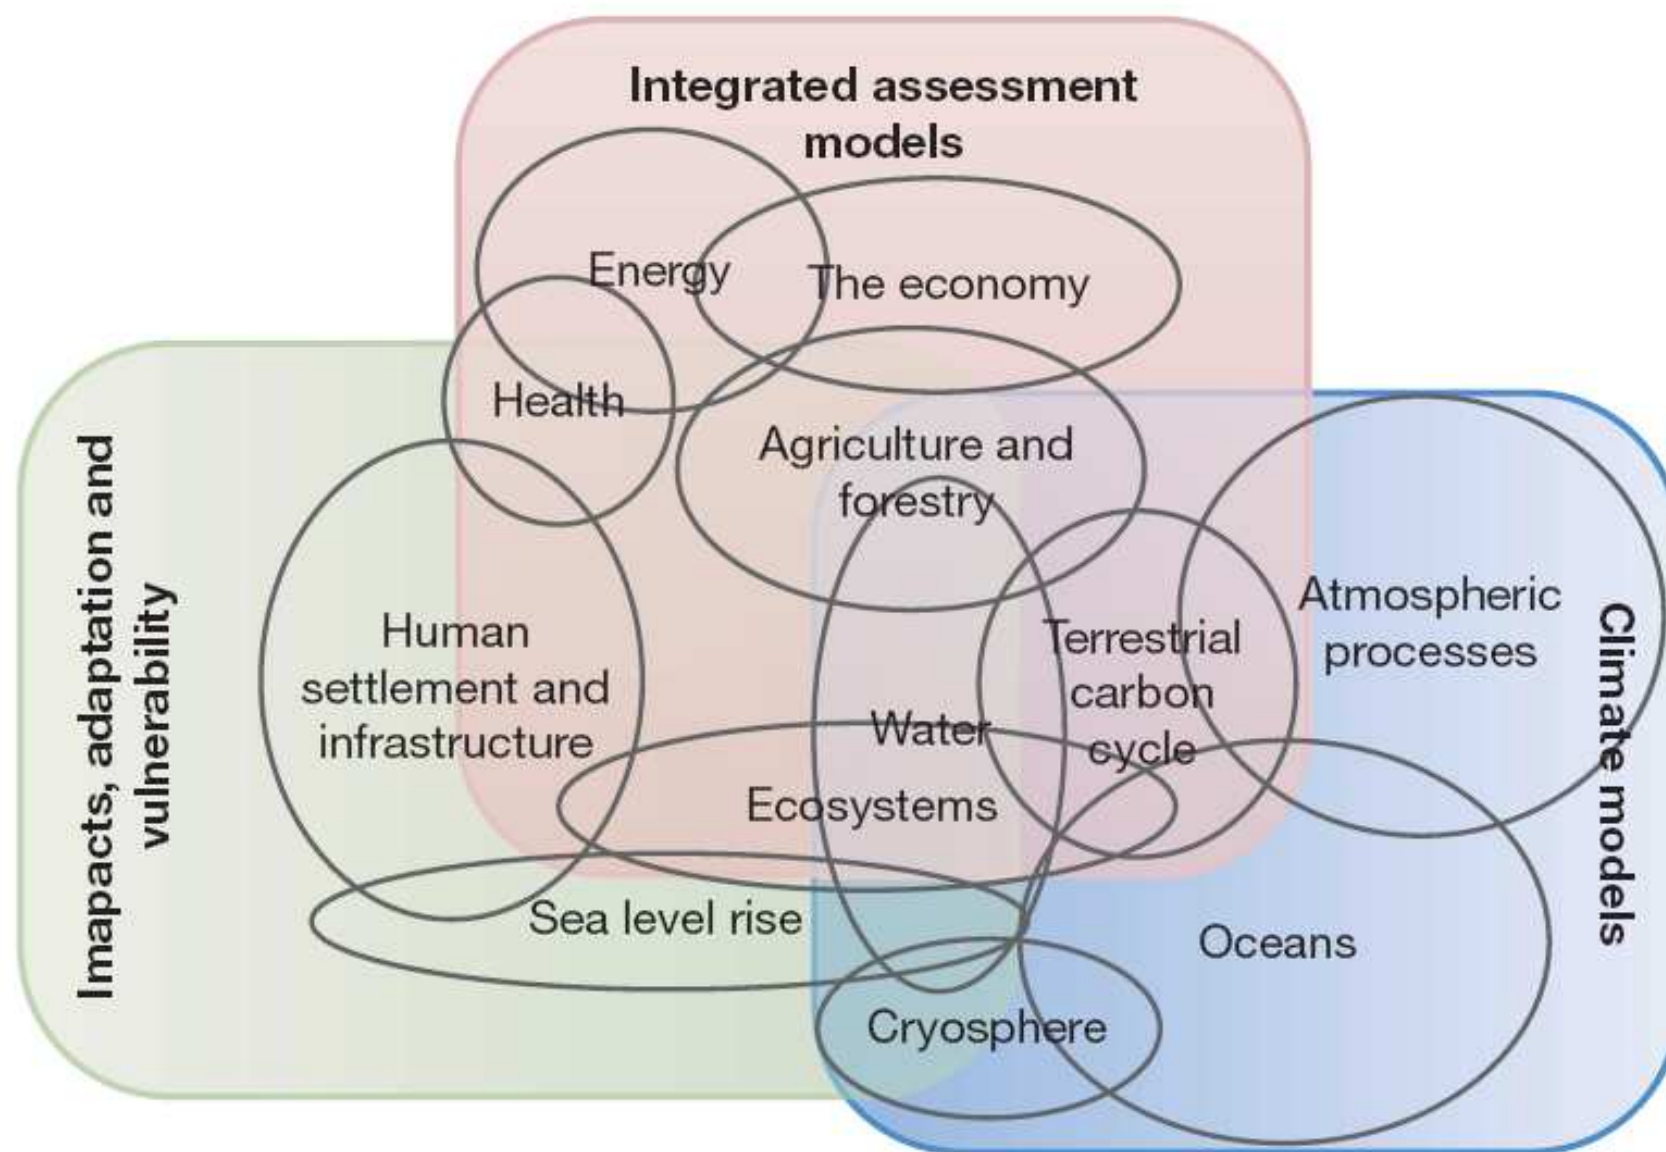 Integrated assessment
models
Energy
The economy
Health
Agriculture and
forestry
Imapacts, adaptation and
vulnerability
Human
settlement and
infrastructure
Water
Terrestrial
carbon
cycle
Atmospheric
processes
Climate models
Ecosystems
Sea level rise
Oceans
Cryosphere